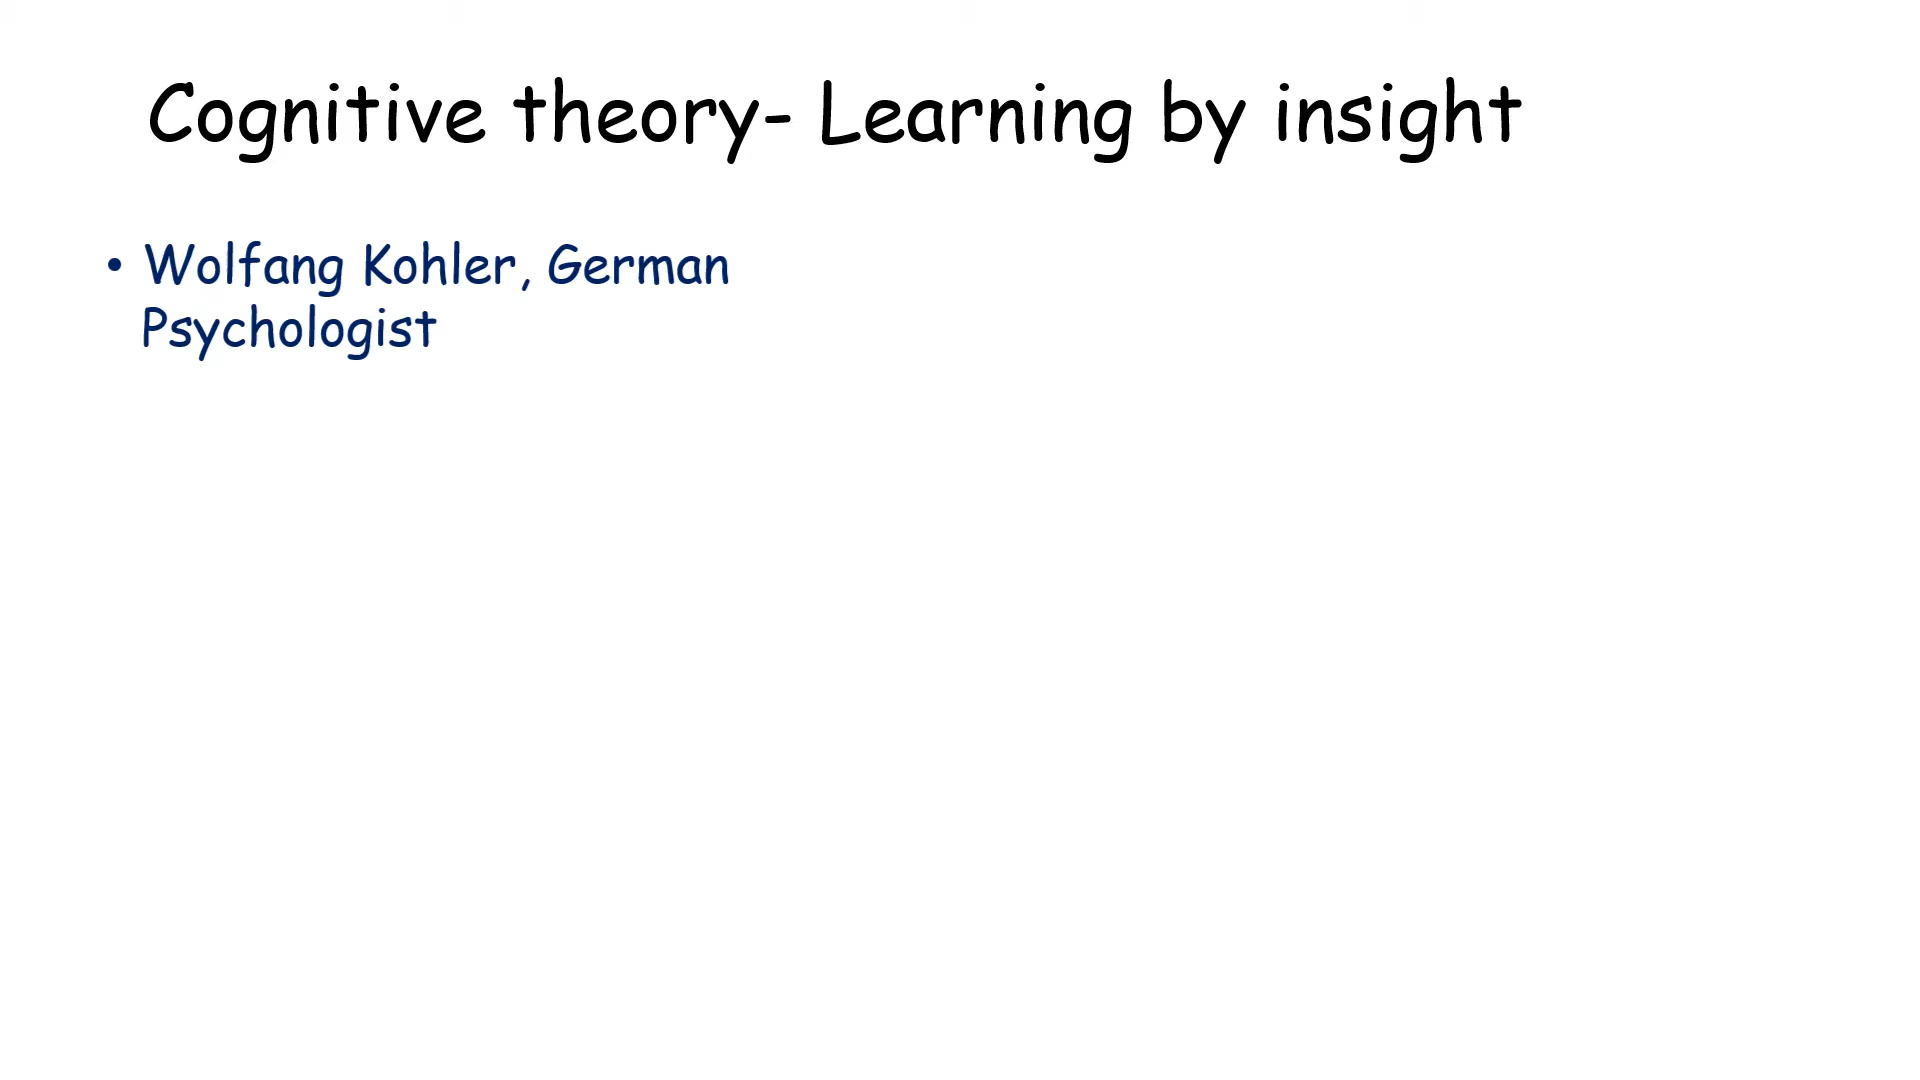 Cognitive theory- Learning by insight
• Wolfang Kohler, German
Psychologist